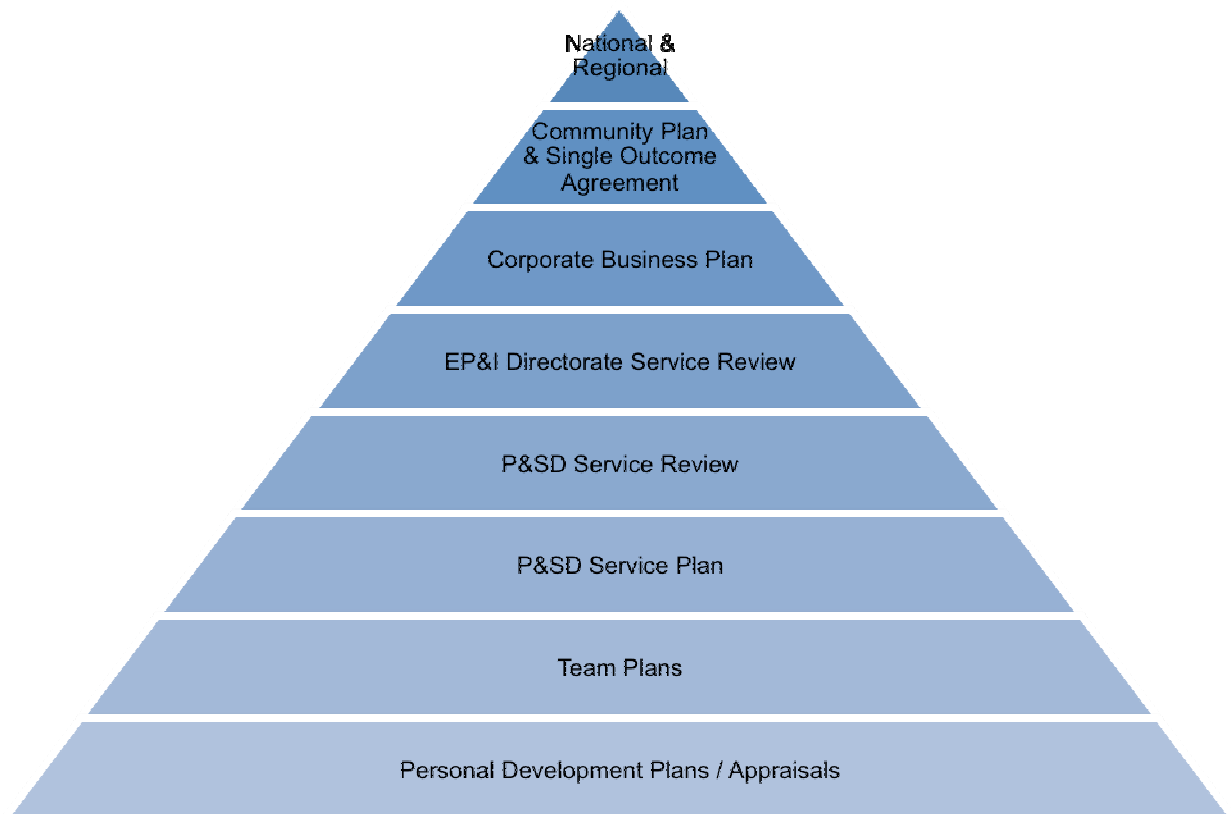 National &
Regional
Community Plan
& Single Outcome
Agreement
Corporate Business Plan
EP&I Directorate Service Review
P&SD Service Review
P&SD Service Plan
Team Plans
Personal Development Plans / Appraisals